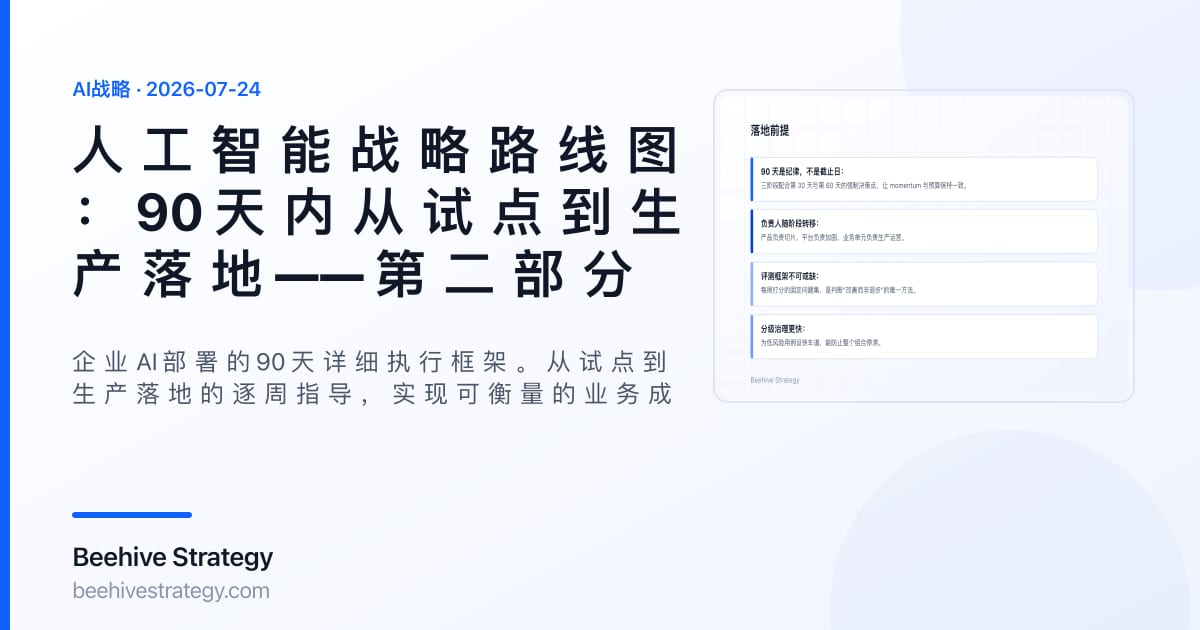 AI战略 · 2026-07-24
人工智能战略路线图
：90天内从试点到生
产落地——第二部分
企业AI部署的90天详细执行框架。从试点到
生产落地的逐周指导，实现可衡量的业务成
Beehive Strategy
beehivestrategy.com
落地前提
90 天是纪律，不是截止日：
三阶段配合第 30 天与第 60 天的强制决策点，让 momentum 与预算保持一致。
负责人随阶段转移：
产品负责切片，平台负责加固，业务单元负责生产运营。
评测框架不可或缺：
每周打分的固定问题集，是判断"改善而非退步"的唯一方法。
分级治理更快：
为低风险用例设快车道，能防止整个组合停滞。
Beehive Strategy